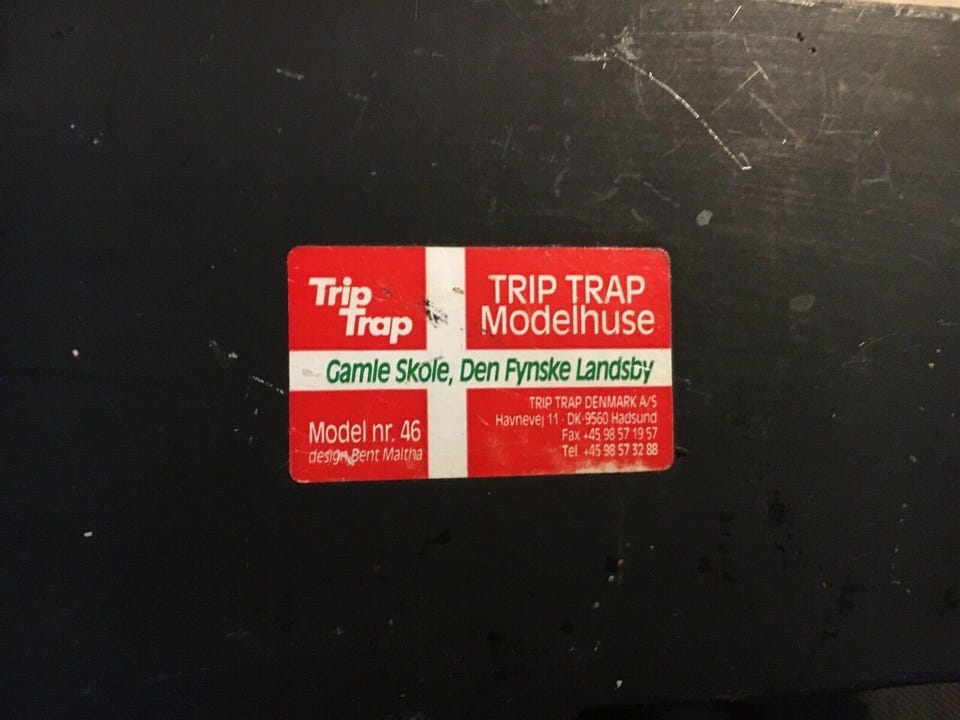 Trip
Trap
TRIP TRAP
Modelhuse
Gamle Skole, Den Fynske Landsby
Model nr. 46
design Bent Maltha
TRIP TRAP DENMARK A/S
Havnevej 11 - DK-9560 Hadsund
Fax +45 98 57 19 57
Tel. +45 98 57 32 88